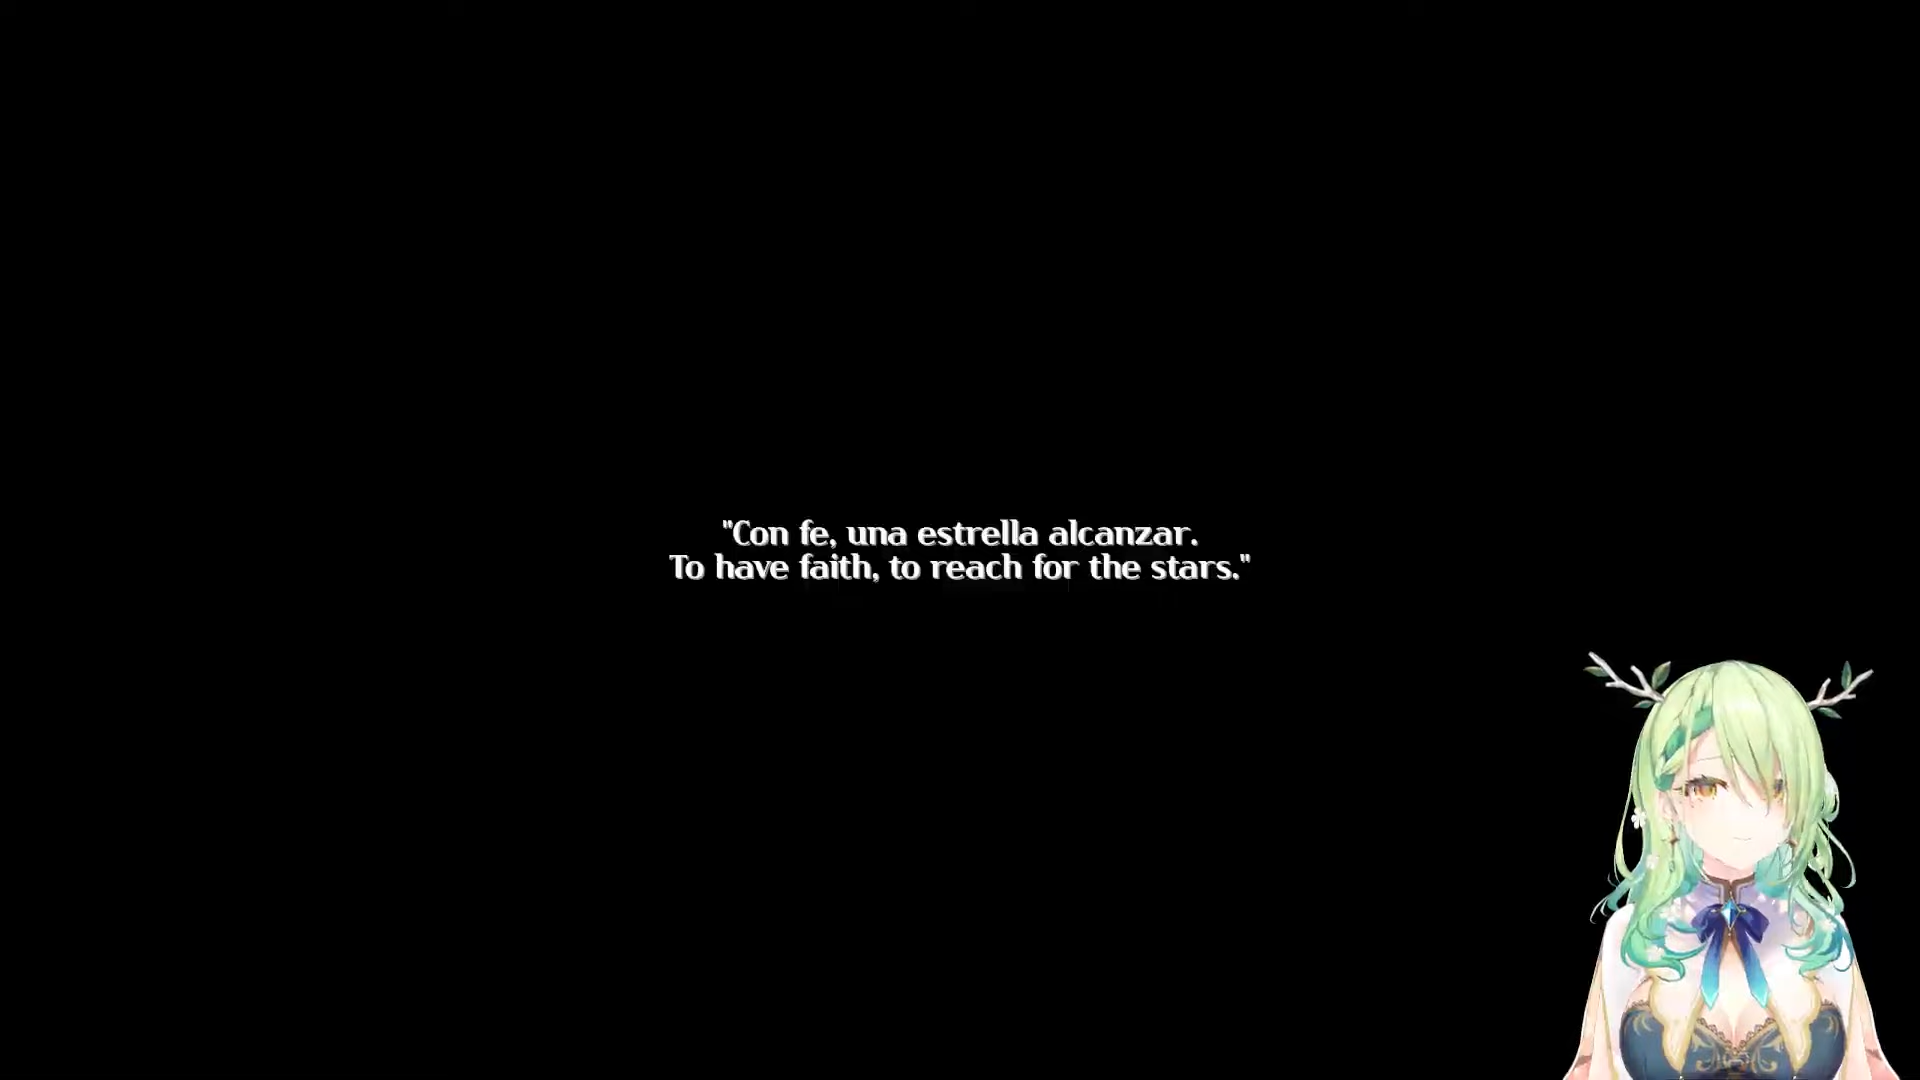 "Con fe, una estrella alcanzar.
To have faith, to reach for the stars."